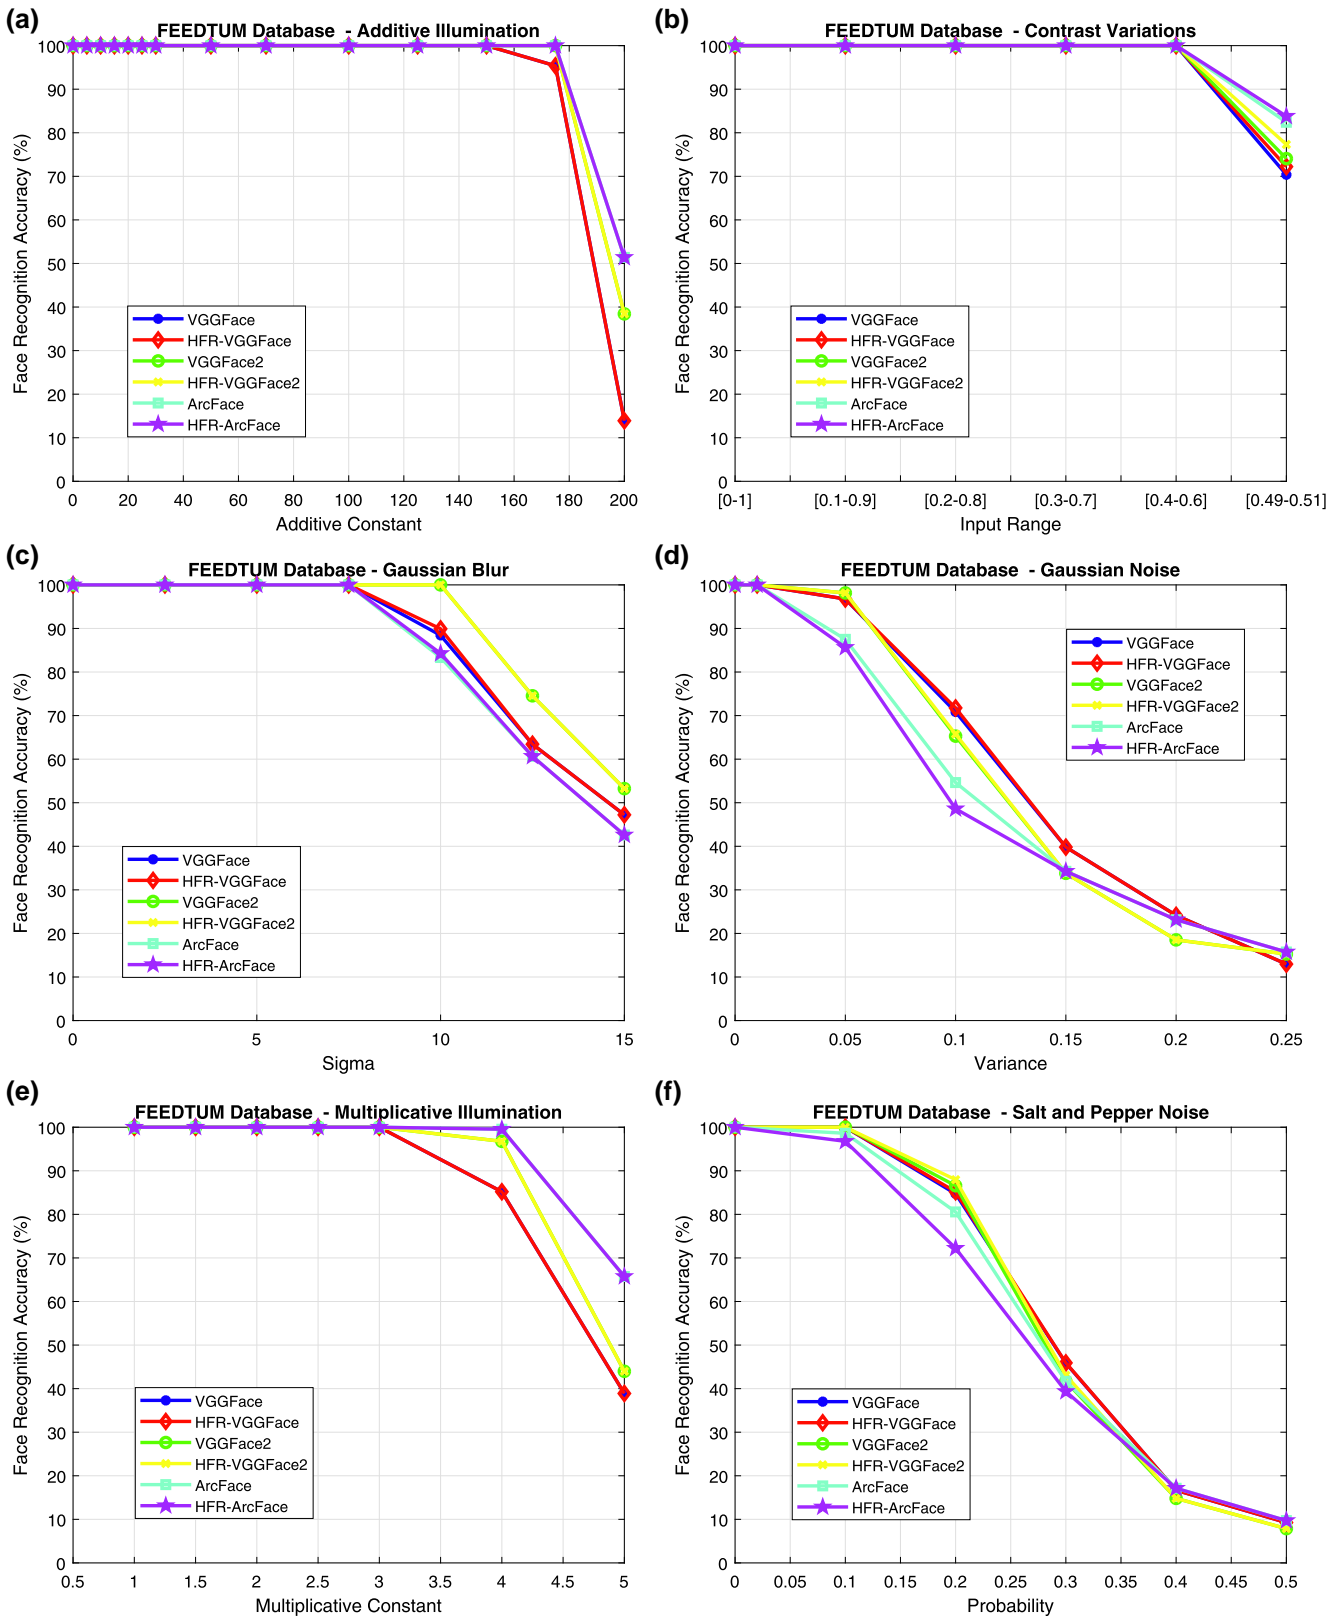 (a)
FEEDTUM Database - Additive Illumination
Face Recognition Accuracy (%)
100
90
80
70
60
50
40
30
20
10
0
VGGFace
HFR-VGGFace
VGGFace2
HFR-VGGFace2
ArcFace
HFR-ArcFace
0 20 40 60 80 100 120 140 160 180 200
Additive Constant
(b)
FEEDTUM Database - Contrast Variations
Face Recognition Accuracy (%)
100
90
80
70
60
50
40
30
20
10
0
VGGFace
HFR-VGGFace
VGGFace2
HFR-VGGFace2
ArcFace
HFR-ArcFace
[0-1] [0.1-0.9] [0.2-0.8] [0.3-0.7] [0.4-0.6] [0.49-0.51]
Input Range
(c)
FEEDTUM Database - Gaussian Blur
Face Recognition Accuracy (%)
100
90
80
70
60
50
40
30
20
10
0
VGGFace
HFR-VGGFace
VGGFace2
HFR-VGGFace2
ArcFace
HFR-ArcFace
0 5 10 15
Sigma
(d)
FEEDTUM Database - Gaussian Noise
Face Recognition Accuracy (%)
100
90
80
70
60
50
40
30
20
10
0
VGGFace
HFR-VGGFace
VGGFace2
HFR-VGGFace2
ArcFace
HFR-ArcFace
0 0.05 0.1 0.15 0.2 0.25
Variance
(e)
FEEDTUM Database - Multiplicative Illumination
Face Recognition Accuracy (%)
100
90
80
70
60
50
40
30
20
10
0
VGGFace
HFR-VGGFace
VGGFace2
HFR-VGGFace2
ArcFace
HFR-ArcFace
0.5 1 1.5 2 2.5 3 3.5 4 4.5 5
Multiplicative Constant
(f)
FEEDTUM Database - Salt and Pepper Noise
Face Recognition Accuracy (%)
100
90
80
70
60
50
40
30
20
10
0
VGGFace
HFR-VGGFace
VGGFace2
HFR-VGGFace2
ArcFace
HFR-ArcFace
0 0.05 0.1 0.15 0.2 0.25 0.3 0.35 0.4 0.45 0.5
Probability